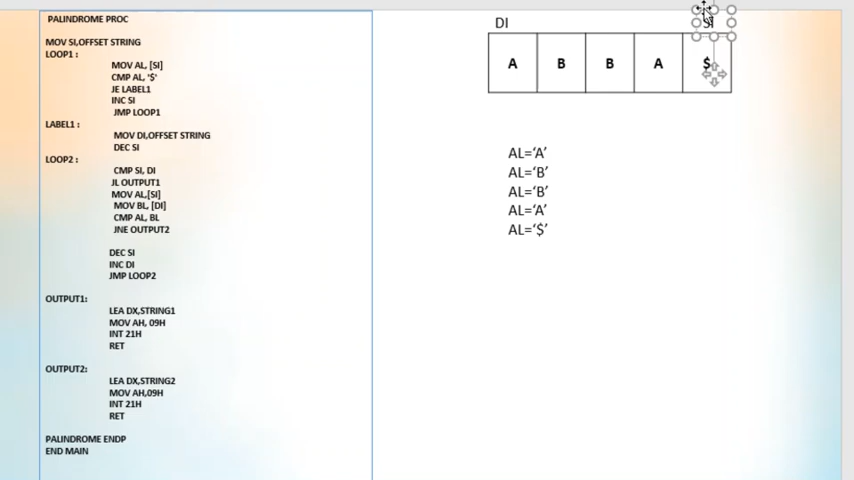 PALINDROME PROC
MOV SI,OFFSET STRING
LOOP1 :
MOV AL, [SI]
CMP AL, '$'
JE LABEL1
INC SI
JMP LOOP1
LABEL1 :
MOV DI,OFFSET STRING
DEC SI
LOOP2 :
CMP SI, DI
JL OUTPUT1
MOV AL,[SI]
MOV BL, [DI]
CMP AL, BL
JNE OUTPUT2
DEC SI
INC DI
JMP LOOP2
OUTPUT1:
LEA DX,STRING1
MOV AH, 09H
INT 21H
RET
OUTPUT2:
LEA DX,STRING2
MOV AH,09H
INT 21H
RET
PALINDROME ENDP
END MAIN
DI SI
A B B A $
AL=‘A’
AL=‘B’
AL=‘B’
AL=‘A’
AL=‘$’